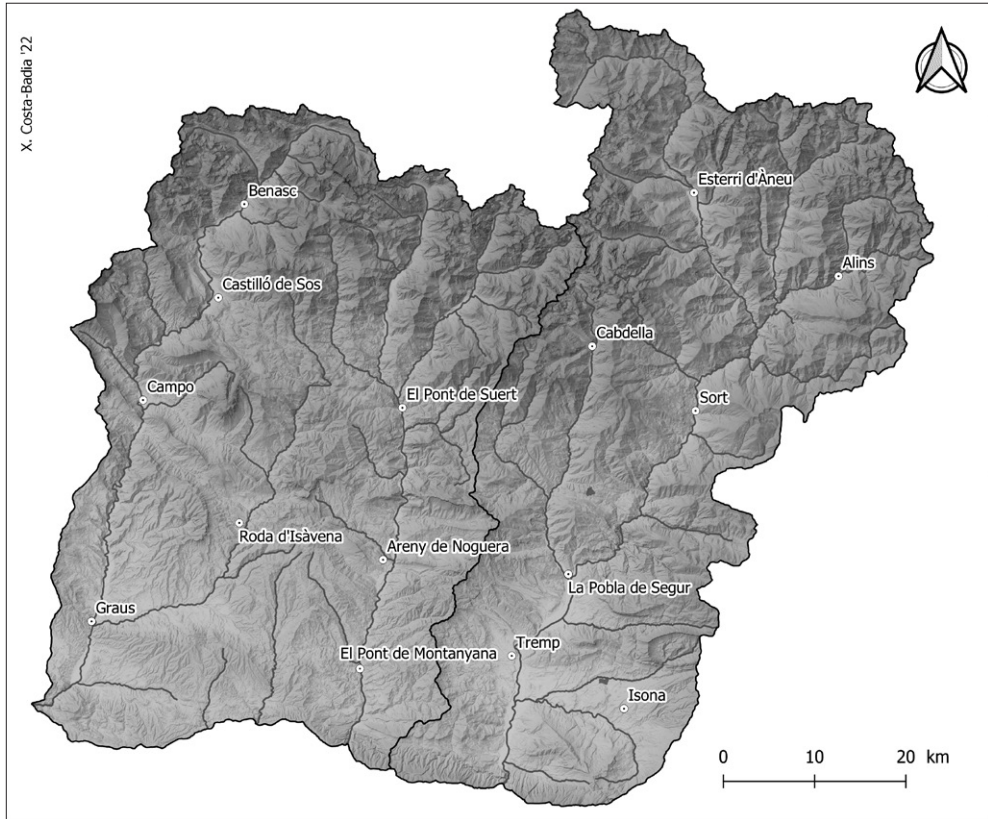 X. Costa-Badia '22
Esterri d'Àneu
Benasc
Alins
Castilló de Sos
Cabdella
Campo
El Pont de Suert
Sort
Roda d'Isàvena
Areny de Noguera
La Pobla de Segur
Graus
El Pont de Montanyana
Tremp
Isona
0 10 20 km